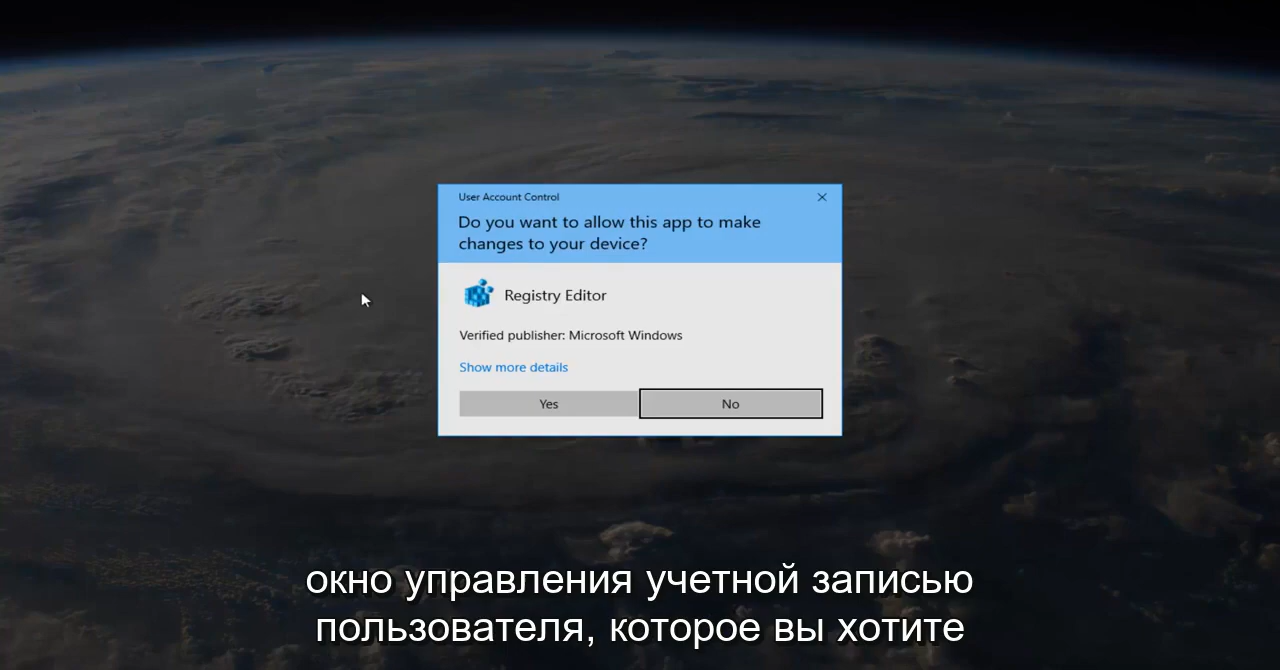 User Account Control
Do you want to allow this app to make
changes to your device?
Registry Editor
Verified publisher: Microsoft Windows
Show more details
Yes
No
окно управления учетной записью
пользователя, которое вы хотите